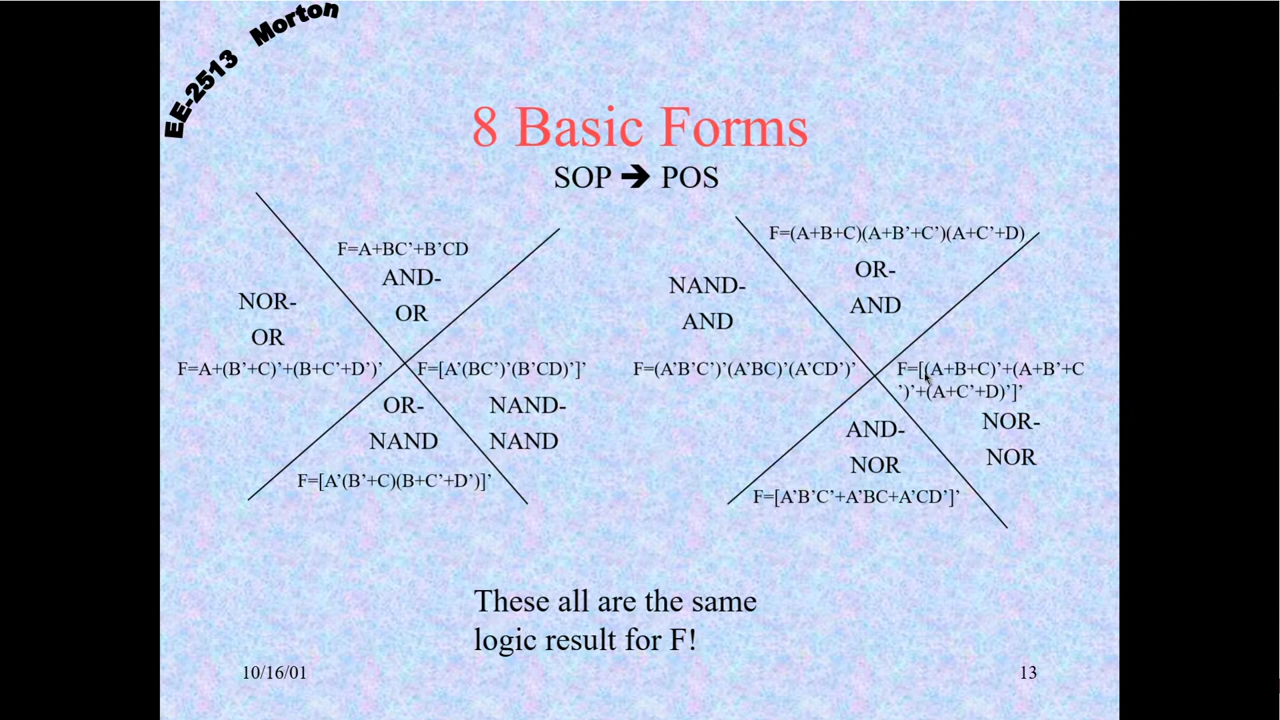 EE-2513 Morton
8 Basic Forms
SOP ➔ POS
F=A+BC’+B’CD
AND-
OR
NOR-
OR
F=A+(B’+C)’+(B+C’+D’)’
F=[A’(BC’)’(B’CD)’]’
OR-
NAND
NAND-
NAND
F=[A’(B’+C)(B+C’+D’)]’
F=(A+B+C)(A+B’+C’)(A+C’+D)
OR-
AND
NAND-
AND
F=(A’B’C’)’(A’BC)’(A’CD’)’
F=[(A+B+C)’+(A+B’+C
’)’+(A+C’+D)’]’
AND-
NOR
NOR-
NOR
F=[A’B’C’+A’BC+A’CD’]’
These all are the same
logic result for F!
10/16/01
13